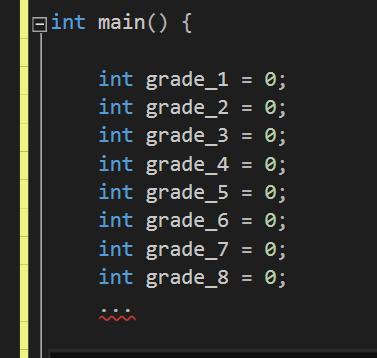 int main() {
int grade_1 = 0;
int grade_2 = 0;
int grade_3 = 0;
int grade_4 = 0;
int grade_5 = 0;
int grade_6 = 0;
int grade_7 = 0;
int grade_8 = 0;
...